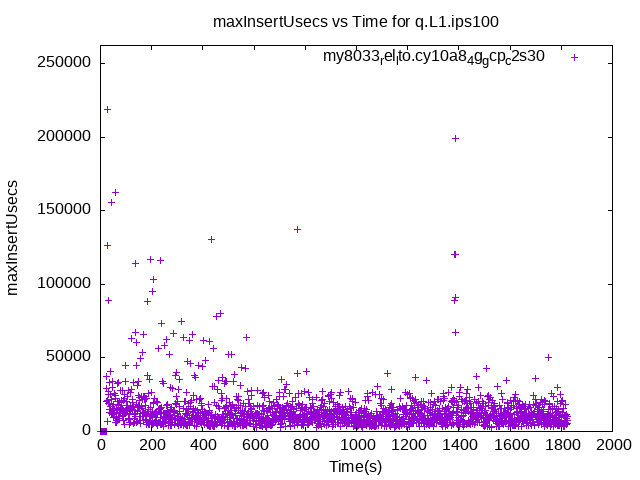 maxInsertUsecs vs Time for q.L1.ips100
my8033_rel_lto.cy10a8_4g_gcp_c2s30
250000
200000
150000
100000
50000
0
maxInsertUsecs
0 200 400 600 800 1000 1200 1400 1600 1800 2000
Time(s)